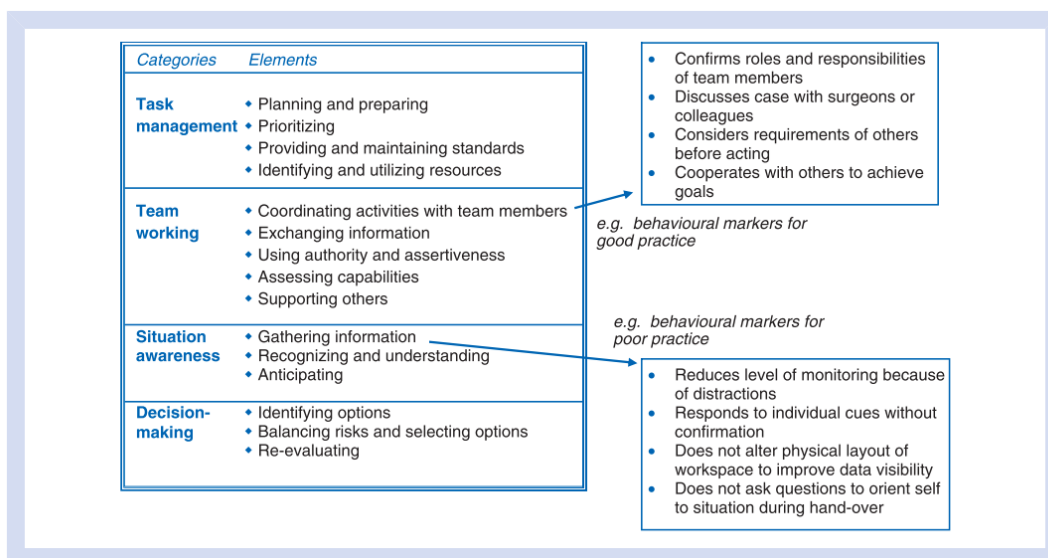 Categories Elements
Task
management
◆ Planning and preparing
◆ Prioritizing
◆ Providing and maintaining standards
◆ Identifying and utilizing resources
Team
working
◆ Coordinating activities with team members
◆ Exchanging information
◆ Using authority and assertiveness
◆ Assessing capabilities
◆ Supporting others
Situation
awareness
◆ Gathering information
◆ Recognizing and understanding
◆ Anticipating
Decision-
making
◆ Identifying options
◆ Balancing risks and selecting options
◆ Re-evaluating
• Confirms roles and responsibilities
of team members
• Discusses case with surgeons or
colleagues
• Considers requirements of others
before acting
• Cooperates with others to achieve
goals
e.g. behavioural markers for
good practice
e.g. behavioural markers for
poor practice
• Reduces level of monitoring because
of distractions
• Responds to individual cues without
confirmation
• Does not alter physical layout of
workspace to improve data visibility
• Does not ask questions to orient self
to situation during hand-over